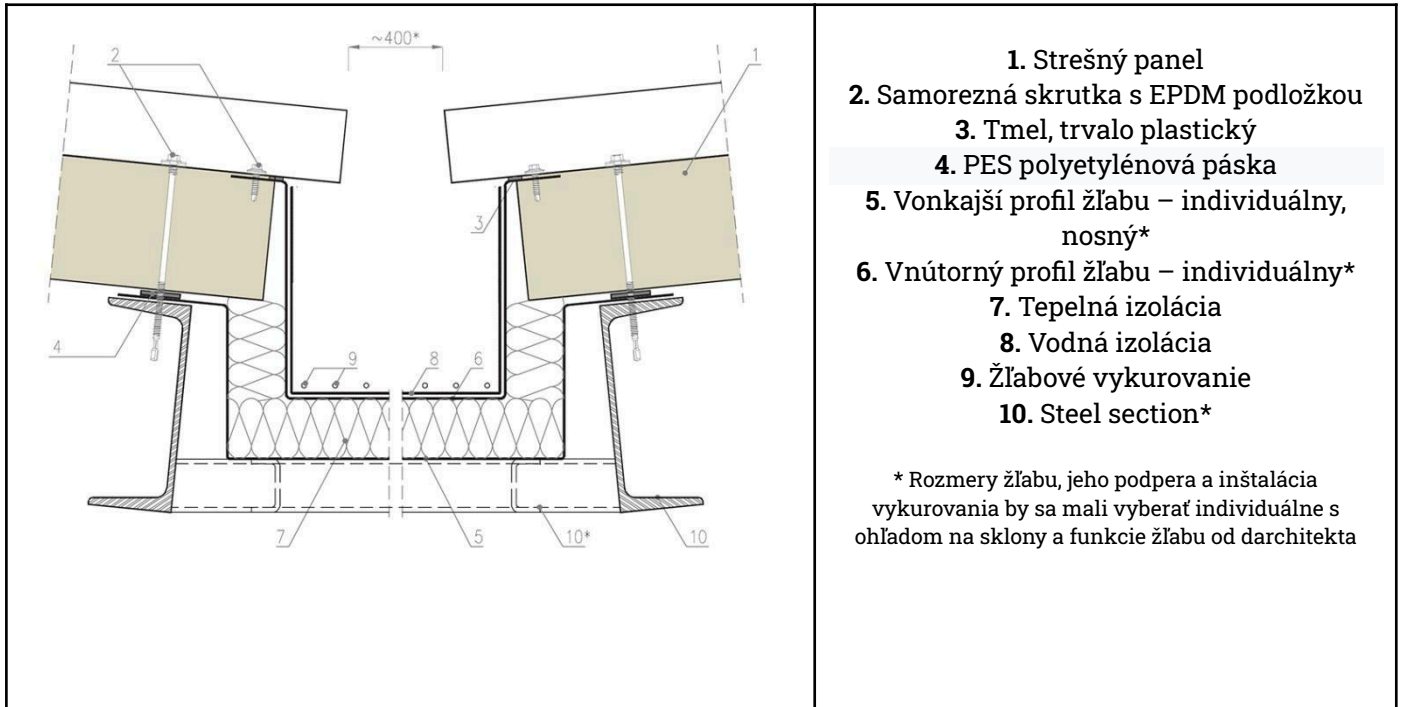 ~400*
2
1
3
4
9
8
6
7
5
10*
10
1. Strešný panel
2. Samorezná skrutka s EPDM podložkou
3. Tmel, trvalo plastický
4. PES polyetylénová páska
5. Vonkajší profil žľabu – individuálny,
nosný*
6. Vnútorný profil žľabu – individuálny*
7. Tepelná izolácia
8. Vodná izolácia
9. Žľabové vykurovanie
10. Steel section*
* Rozmery žľabu, jeho podpera a inštalácia
vykurovania by sa mali vyberať individuálne s
ohľadom na sklony a funkcie žľabu od darchitekta